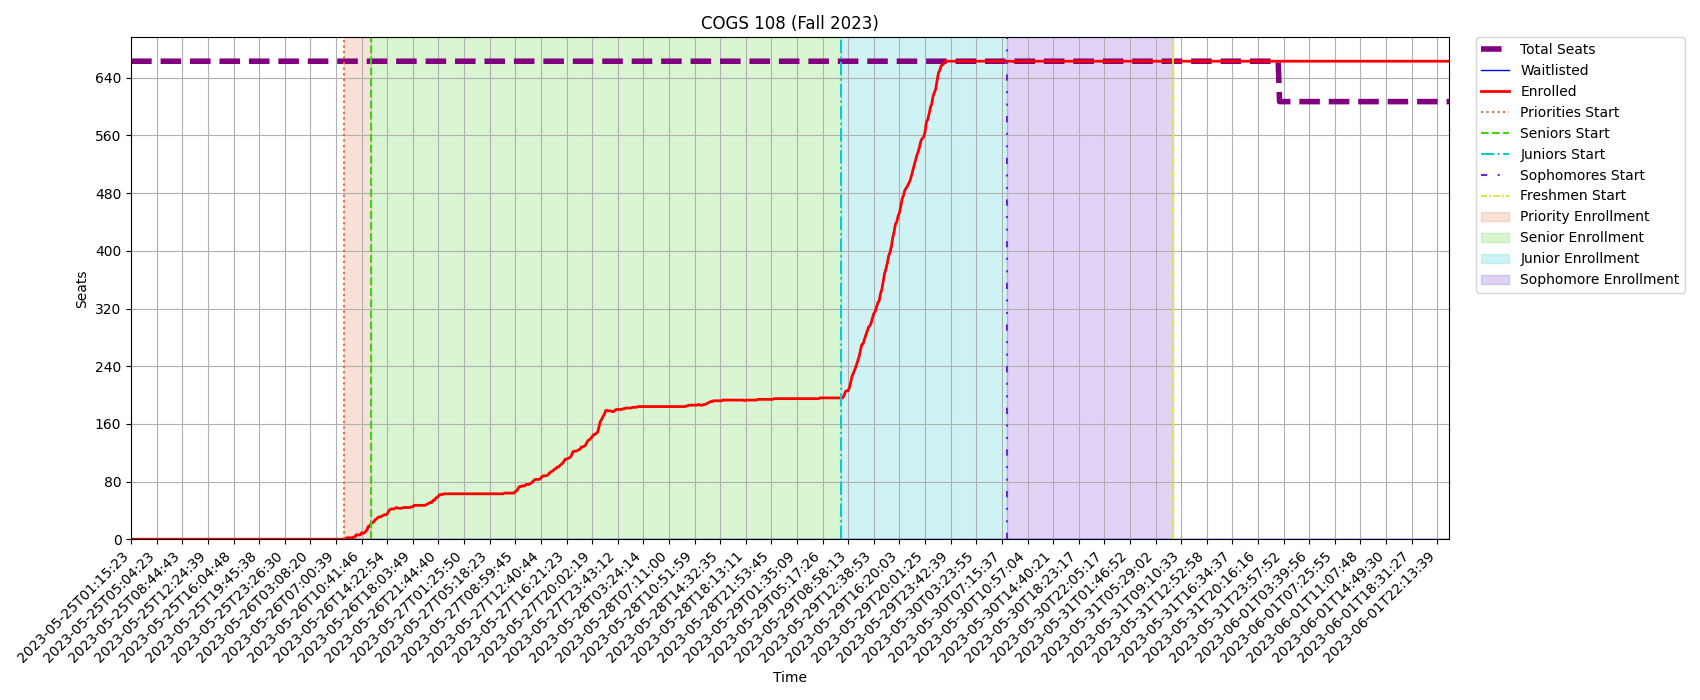 COGS 108 (Fall 2023)
Total Seats
Waitlisted
Enrolled
Priorities Start
Seniors Start
Juniors Start
Sophomores Start
Freshmen Start
Priority Enrollment
Senior Enrollment
Junior Enrollment
Sophomore Enrollment
Seats
640
560
480
400
320
240
160
80
0
2023-05-25T01:15:23
2023-05-25T05:04:23
2023-05-25T08:44:43
2023-05-25T12:24:39
2023-05-25T16:04:48
2023-05-25T19:45:38
2023-05-25T23:26:30
2023-05-26T03:08:20
2023-05-26T07:00:39
2023-05-26T10:41:46
2023-05-26T14:22:54
2023-05-26T18:03:49
2023-05-26T21:44:40
2023-05-27T01:25:50
2023-05-27T05:18:23
2023-05-27T08:59:45
2023-05-27T12:40:44
2023-05-27T16:21:23
2023-05-27T20:02:19
2023-05-27T23:43:12
2023-05-28T03:24:14
2023-05-28T07:11:00
2023-05-28T10:51:59
2023-05-28T14:32:35
2023-05-28T18:13:11
2023-05-28T21:53:45
2023-05-29T01:35:09
2023-05-29T05:17:26
2023-05-29T08:58:13
2023-05-29T12:38:53
2023-05-29T16:20:03
2023-05-29T20:01:25
2023-05-29T23:42:39
2023-05-30T03:23:55
2023-05-30T07:15:37
2023-05-30T10:57:04
2023-05-30T14:40:21
2023-05-30T18:23:17
2023-05-30T22:05:17
2023-05-31T01:46:52
2023-05-31T05:29:02
2023-05-31T09:10:33
2023-05-31T12:52:58
2023-05-31T16:34:37
2023-05-31T20:16:16
2023-05-31T23:57:52
2023-06-01T03:39:56
2023-06-01T07:25:55
2023-06-01T11:07:48
2023-06-01T14:49:30
2023-06-01T18:31:27
2023-06-01T22:13:39
Time